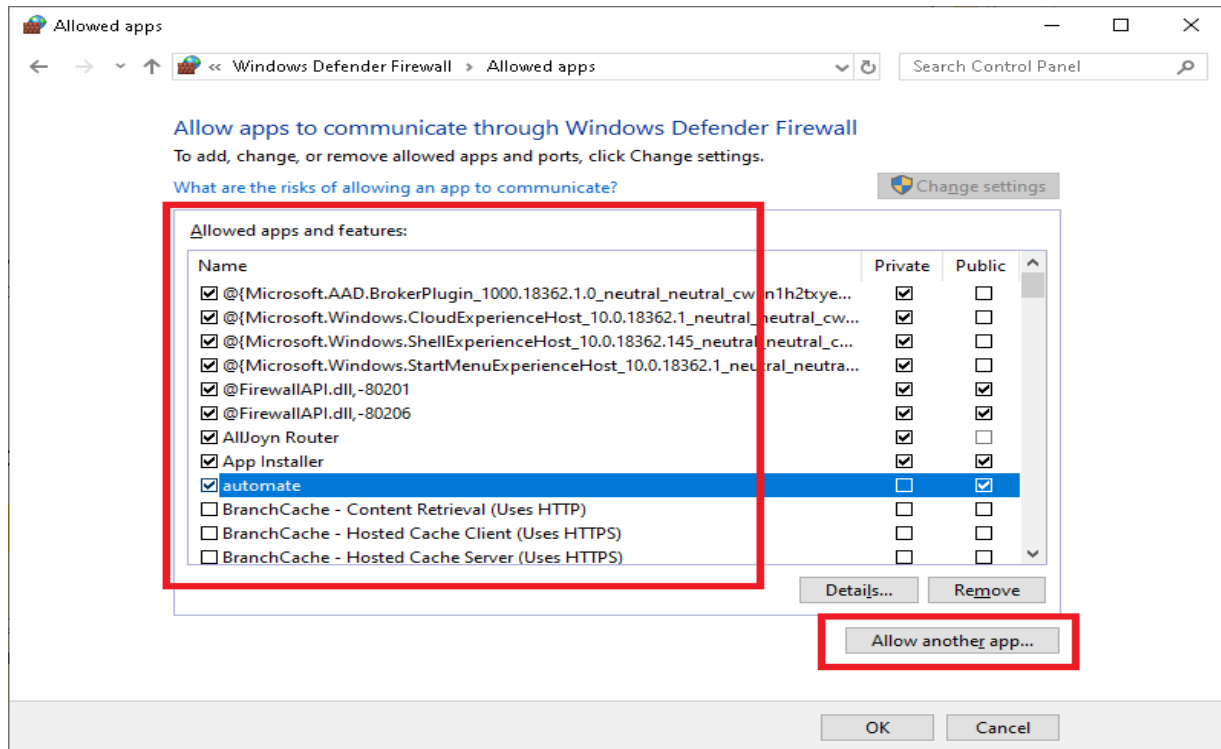 Allowed apps
« Windows Defender Firewall > Allowed apps
Search Control Panel
Allow apps to communicate through Windows Defender Firewall
To add, change, or remove allowed apps and ports, click Change settings.
What are the risks of allowing an app to communicate?
Change settings
Allowed apps and features:
Name Private Public
@{Microsoft.AAD.BrokerPlugin_1000.18362.1.0_neutral_neutral_cw n1h2txye...
@{Microsoft.Windows.CloudExperienceHost_10.0.18362.1_neutral_neutral_cw...
@{Microsoft.Windows.ShellExperienceHost_10.0.18362.145_neutral_neutral_c...
@{Microsoft.Windows.StartMenuExperienceHost_10.0.18362.1_neutral_neutra...
@FirewallAPI.dll,-80201
@FirewallAPI.dll,-80206
AllJoyn Router
App Installer
automate
BranchCache - Content Retrieval (Uses HTTP)
BranchCache - Hosted Cache Client (Uses HTTPS)
BranchCache - Hosted Cache Server (Uses HTTPS)
Details... Remove
Allow another app...
OK Cancel